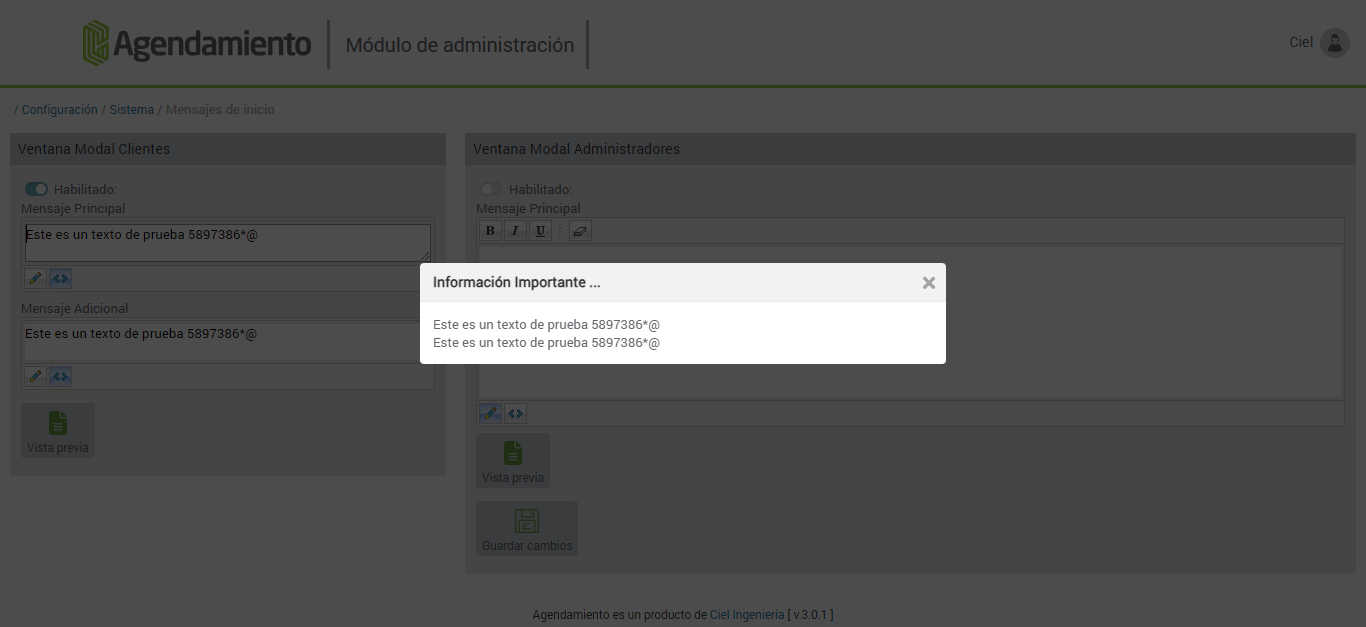 Agendamiento
Módulo de administración
Ciel
/ Configuración / Sistema / Mensajes de inicio
Ventana Modal Clientes
Habilitado:
Mensaje Principal
Este es un texto de prueba 5897386*@
Mensaje Adicional
Este es un texto de prueba 5897386*@
Vista previa
Ventana Modal Administradores
Habilitado:
Mensaje Principal
B I U
Información Importante ...
Este es un texto de prueba 5897386*@
Este es un texto de prueba 5897386*@
Vista previa
Guardar cambios
Agendamiento es un producto de Ciel Ingeniería [ v.3.0.1 ]